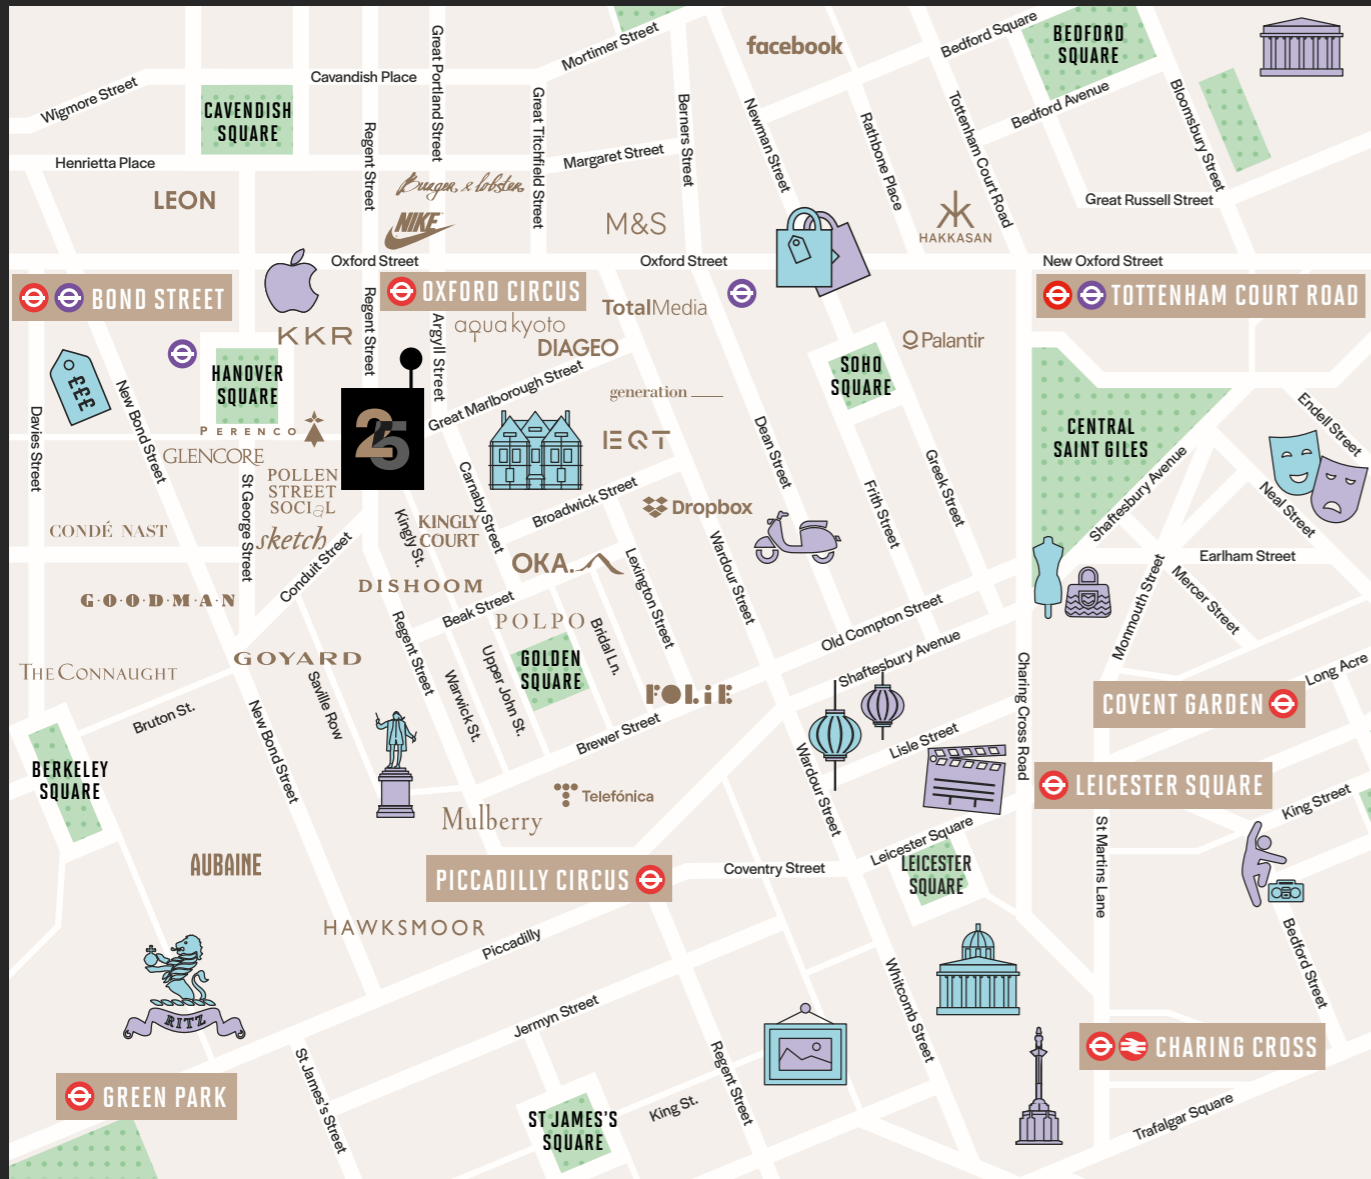 Great Portland Street
Mortimer Street
facebook
Bedford Square
BEDFORD
SQUARE
Wigmore Street
Cavandish Place
CAVENDISH
SQUARE
Regent Street
Great Titchfield Street
Berners Street
Newman Street
Rathbone Place
Tottenham Court Road
Bedford Avenue
Bloomsbury Street
Henrietta Place
Margaret Street
LEON
Burger & lobster
NIKE
M&S
HAKKASAN
Great Russell Street
Oxford Street
Oxford Street
New Oxford Street
BOND STREET
OXFORD CIRCUS
TOTTENHAM COURT ROAD
KKR
Regent Street
Argyll Street
aqua kyoto
TotalMedia
DIAGEO
Palantir
£££
HANOVER
SQUARE
SOHO
SQUARE
Davies Street
New Bond Street
PERENCO
25
Great Marlborough Street
generation
CENTRAL
SAINT GILES
Endell Street
GLENCORE
IEQT
Dean Street
Greek Street
Shaftesbury Avenue
POLLEN
STREET
SOCIAL
St George Street
Carnaby Street
Broadwick Street
Dropbox
Frith Street
Neal Street
CONDÉ NAST
sketch
Conduit Street
Kingly St.
KINGLY
COURT
OKA.
Lexington Street
Wardour Street
Earlham Street
G·O·O·D·M·A·N
DISHOOM
Beak Street
POLPO
Bridal Ln.
Old Compton Street
Monmouth Street
Mercer Street
THE CONNAUGHT
GOYARD
Regent Street
Upper John St.
GOLDEN
SQUARE
Shaftesbury Avenue
Charing Cross Road
Long Acre
Bruton St.
New Bond Street
Saville Row
Warwick St.
FOLiE
COVENT GARDEN
Brewer Street
Wardour Street
Lisle Street
BERKELEY
SQUARE
LEICESTER SQUARE
Telefónica
Mulberry
King Street
AUBAINE
PICCADILLY CIRCUS
Coventry Street
Leicester Square
LEICESTER
SQUARE
St Martins Lane
HAWKSMOOR
Piccadilly
Bedford Street
RITZ
Jermyn Street
Whitcomb Street
CHARING CROSS
GREEN PARK
St James's Street
Regent Street
ST JAMES'S
SQUARE
King St.
Trafalgar Square